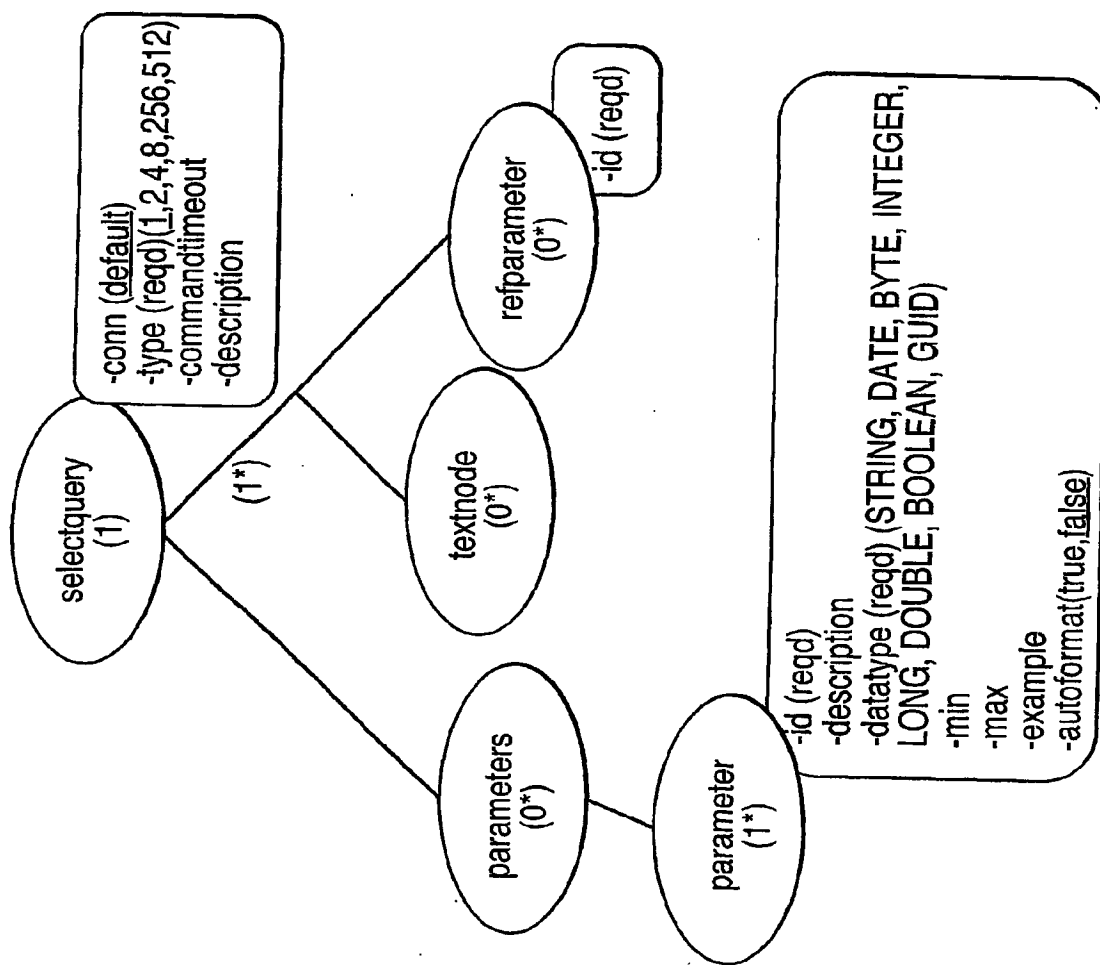 selectquery
(1)
-conn (default)
-type (reqd)(1,2,4,8,256,512)
-commandtimeout
-description
(1*)
parameters
(0*)
textnode
(0*)
refparameter
(0*)
-id (reqd)
parameter
(1*)
-id (reqd)
-description
-datatype (reqd) (STRING, DATE, BYTE, INTEGER,
LONG, DOUBLE, BOOLEAN, GUID)
-min
-max
-example
-autoformat(true,false)